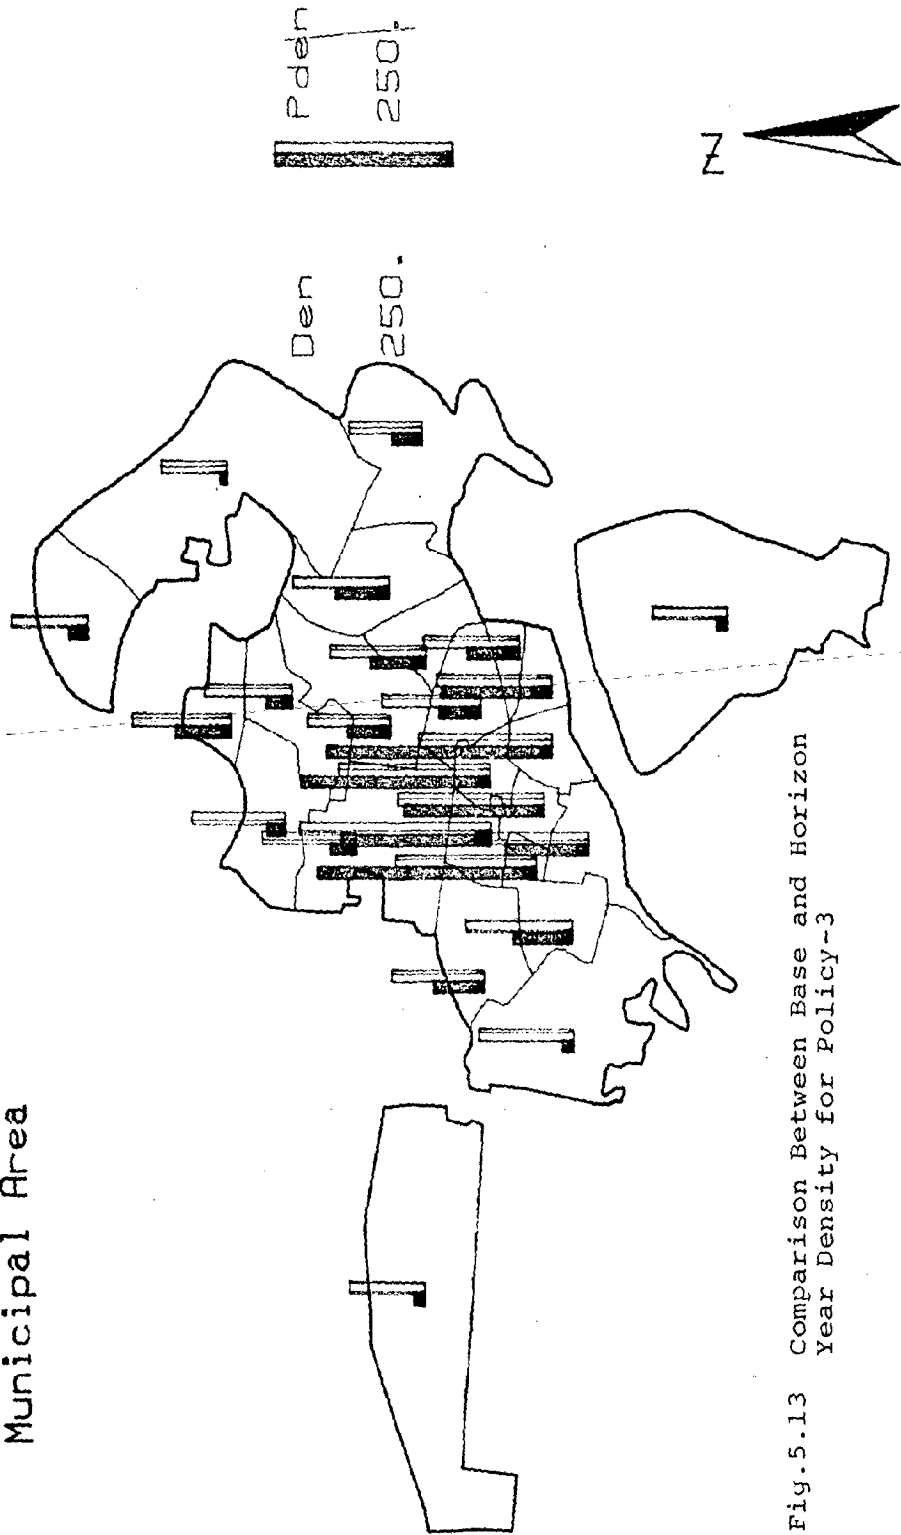 Municipal Area
Den
Pden
250.
250.
N
Fig.5.13 Comparison Between Base and Horizon
Year Density for Policy-3